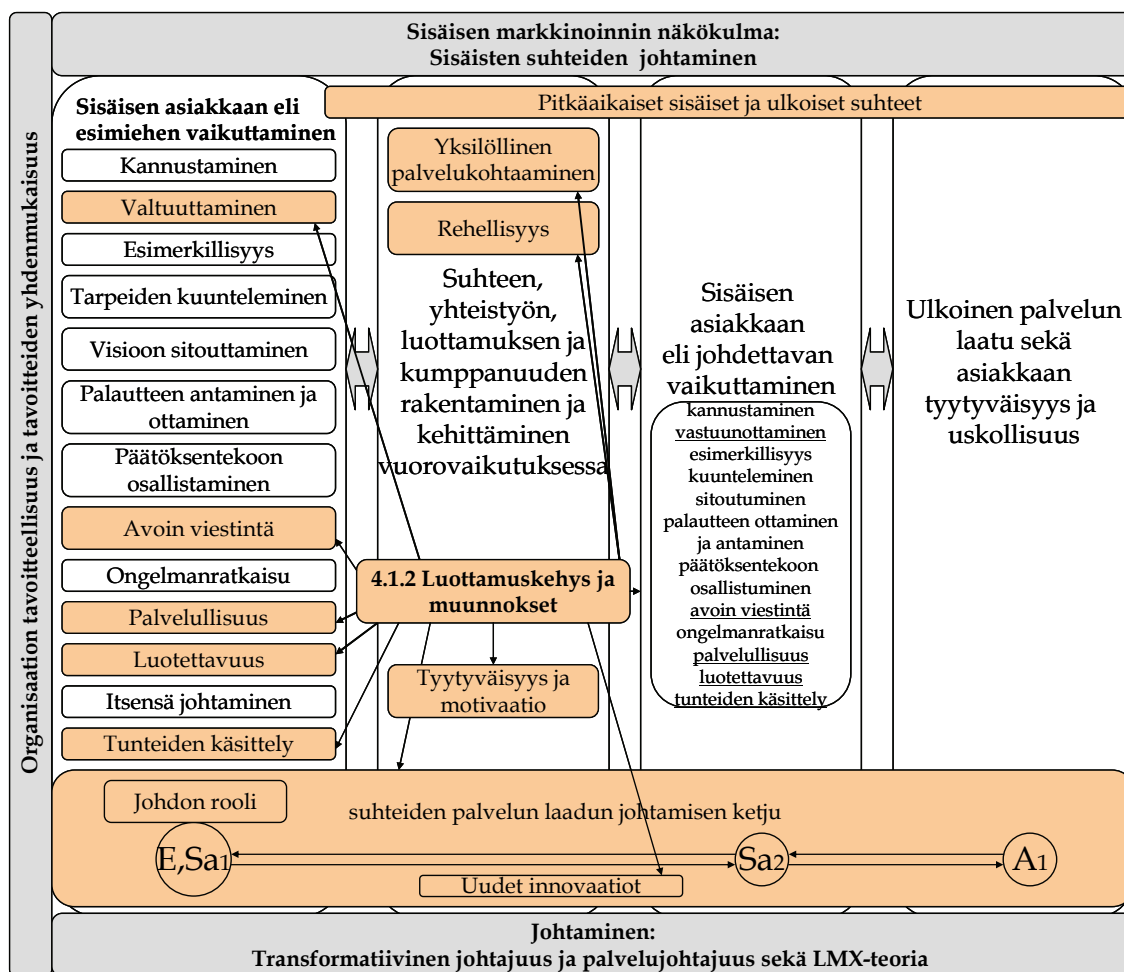 Sisäisen markkinoinnin näkökulma:
Sisäisten suhteiden johtaminen
Organisaation tavoitteellisuus ja tavoitteiden yhdenmukaisuus
Pitkäaikaiset sisäiset ja ulkoiset suhteet
Sisäisen asiakkaan eli
esimiehen vaikuttaminen
Kannustaminen
Valtuuttaminen
Esimerkillisyys
Tarpeiden kuunteleminen
Visioon sitouttaminen
Palautteen antaminen ja
ottaminen
Päätöksentekoon
osallistaminen
Avoin viestintä
Ongelmanratkaisu
Palvelullisuus
Luotettavuus
Itsensä johtaminen
Tunteiden käsittely
Yksilöllinen
palvelukohtaaminen
Rehellisyys
Suhteen,
yhteistyön,
luottamuksen ja
kumppanuuden
rakentaminen ja
kehittäminen
vuorovaikutuksessa
4.1.2 Luottamuskehys ja
muunnokset
Tyytyväisyys ja
motivaatio
Sisäisen
asiakkaan
eli johdettavan
vaikuttaminen
kannustaminen
vastuunottaminen
esimerkillisyys
kuunteleminen
sitoutuminen
palautteen ottaminen
ja antaminen
päätöksentekoon
osallistuminen
avoin viestintä
ongelmanratkaisu
palvelullisuus
luotettavuus
tunteiden käsittely
Ulkoinen palvelun
laatu sekä
asiakkaan
tyytyväisyys ja
uskollisuus
Johdon rooli
suhteiden palvelun laadun johtamisen ketju
E,Sa1
Sa2
A1
Uudet innovaatiot
Johtaminen:
Transformatiivinen johtajuus ja palvelujohtajuus sekä LMX-teoria